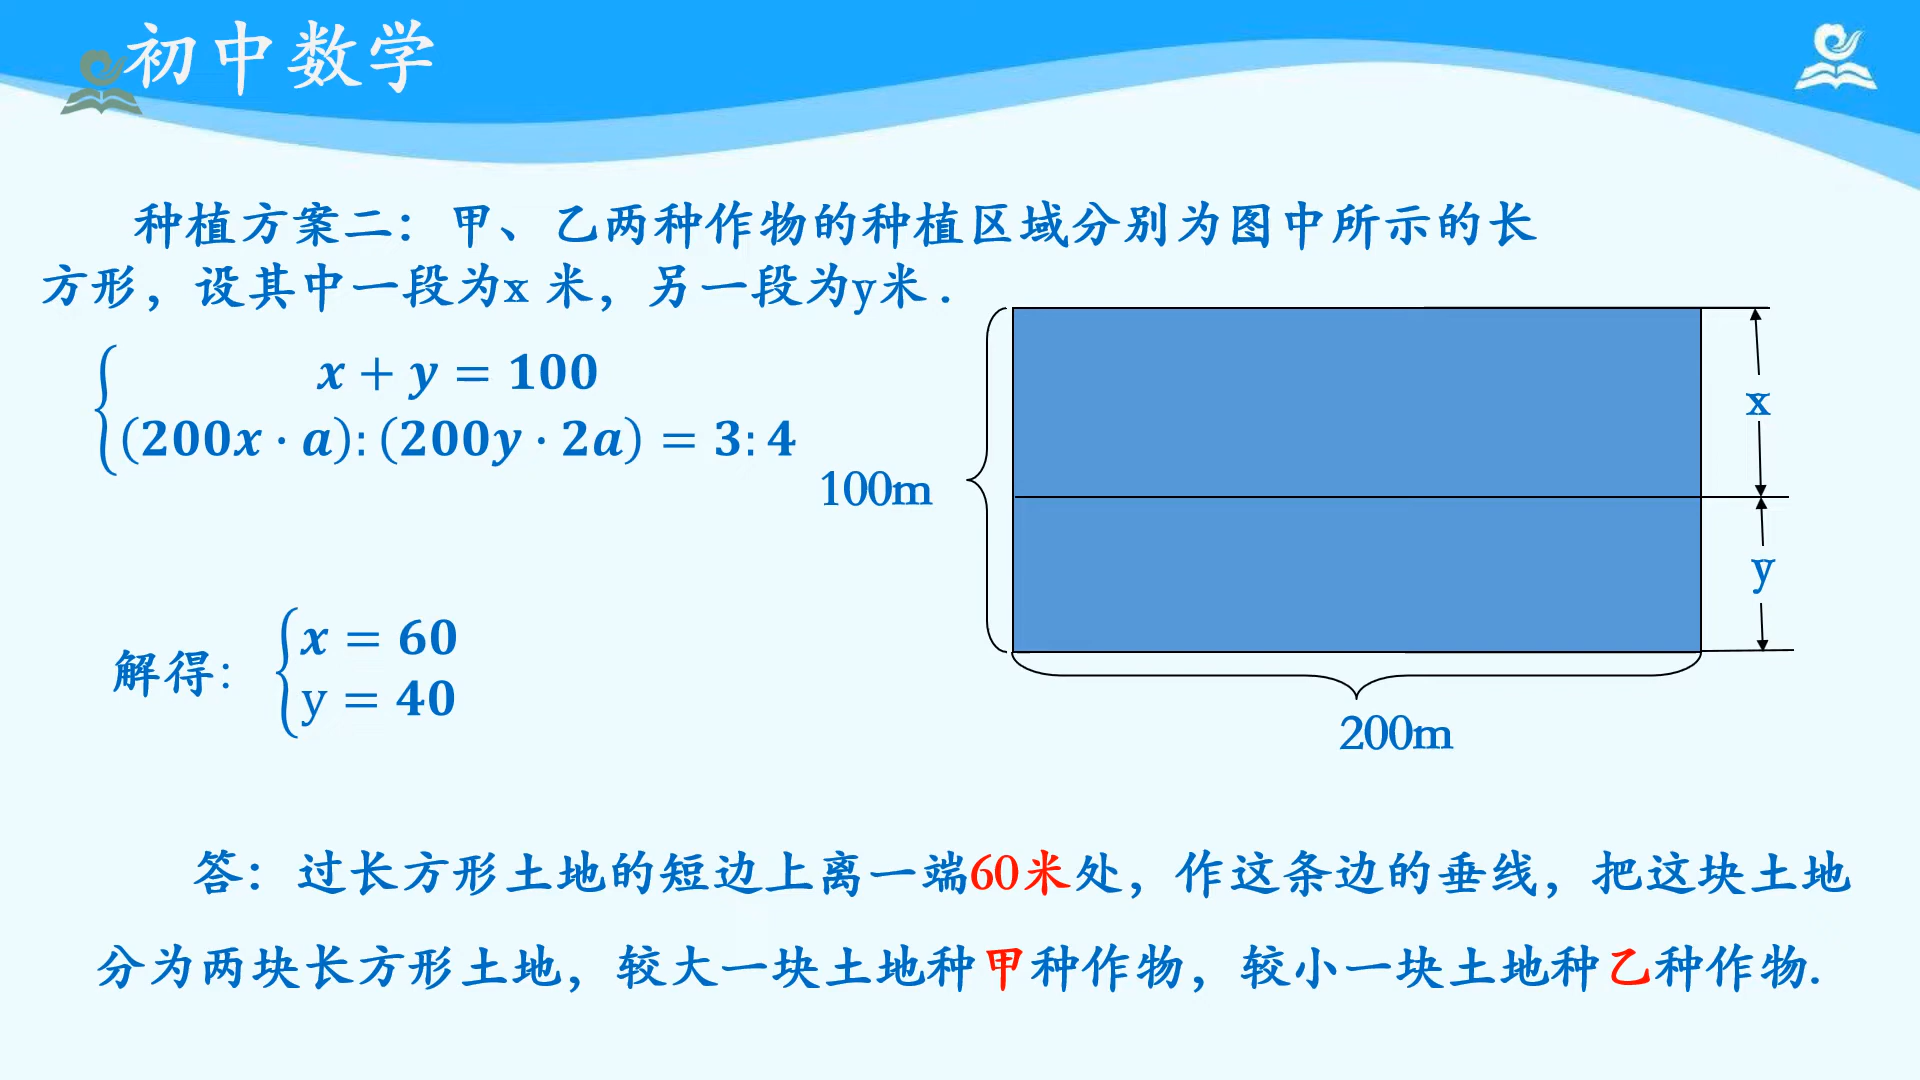 初中数学
种植方案二：甲、乙两种作物的种植区域分别为图中所示的长
方形，设其中一段为x 米，另一段为y米 .
x + y = 100
(200x · a): (200y · 2a) = 3: 4
100m
x
y
解得:
x = 60
y = 40
200m
答：过长方形土地的短边上离一端60米处，作这条边的垂线，把这块土地
分为两块长方形土地，较大一块土地种甲种作物，较小一块土地种乙种作物.